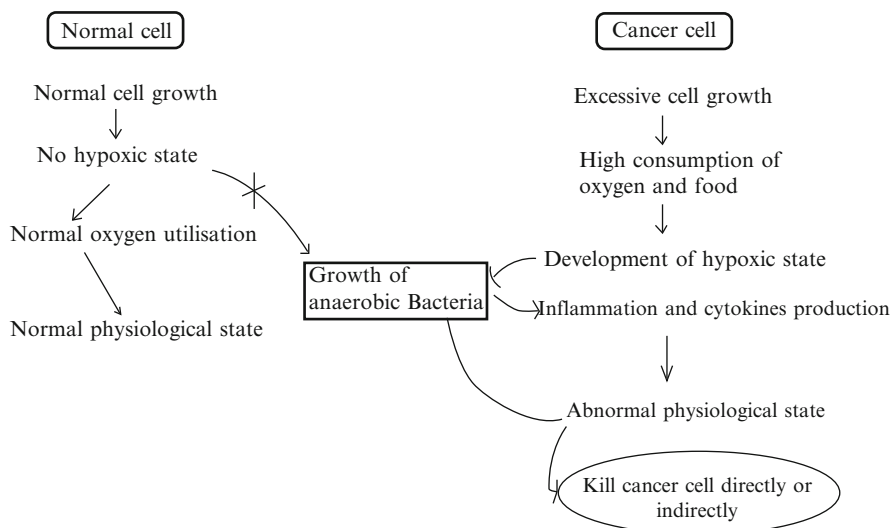 Normal cell
Normal cell growth
No hypoxic state
Normal oxygen utilisation
Normal physiological state
Growth of
anaerobic Bacteria
Cancer cell
Excessive cell growth
High consumption of
oxygen and food
Development of hypoxic state
Inflammation and cytokines production
Abnormal physiological state
Kill cancer cell directly or
indirectly